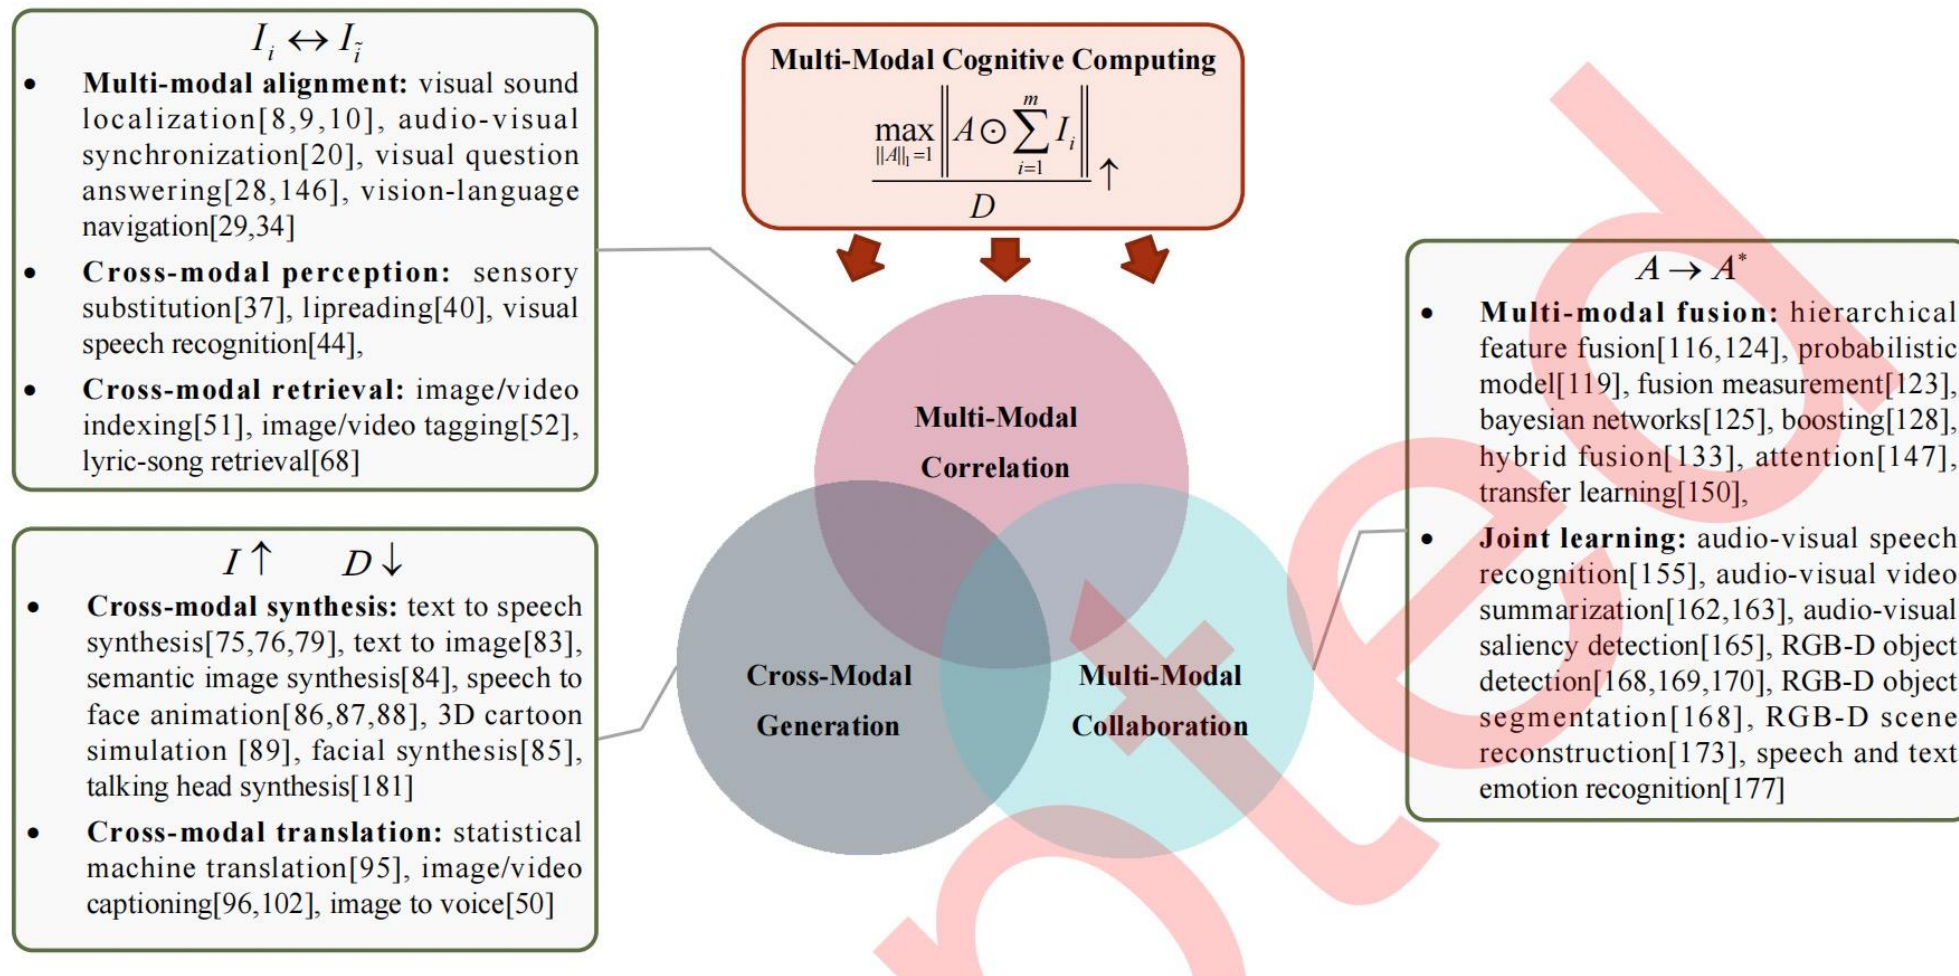 I_i ↔ I_ĩ
• Multi-modal alignment: visual sound
localization[8,9,10], audio-visual
synchronization[20], visual question
answering[28,146], vision-language
navigation[29,34]
• Cross-modal perception: sensory
substitution[37], lipreading[40], visual
speech recognition[44],
• Cross-modal retrieval: image/video
indexing[51], image/video tagging[52],
lyric-song retrieval[68]
I↑ D↓
• Cross-modal synthesis: text to speech
synthesis[75,76,79], text to image[83],
semantic image synthesis[84], speech to
face animation[86,87,88], 3D cartoon
simulation [89], facial synthesis[85],
talking head synthesis[181]
• Cross-modal translation: statistical
machine translation[95], image/video
captioning[96,102], image to voice[50]
Multi-Modal Cognitive Computing
max_{||A||_1=1} ‖A ⊙ ∑_{i=1}^{m} I_i‖ / D ↑
Multi-Modal
Correlation
Cross-Modal
Generation
Multi-Modal
Collaboration
A → A*
• Multi-modal fusion: hierarchical
feature fusion[116,124], probabilistic
model[119], fusion measurement[123],
bayesian networks[125], boosting[128],
hybrid fusion[133], attention[147],
transfer learning[150],
• Joint learning: audio-visual speech
recognition[155], audio-visual video
summarization[162,163], audio-visual
saliency detection[165], RGB-D object
detection[168,169,170], RGB-D object
segmentation[168], RGB-D scene
reconstruction[173], speech and text
emotion recognition[177]
pted